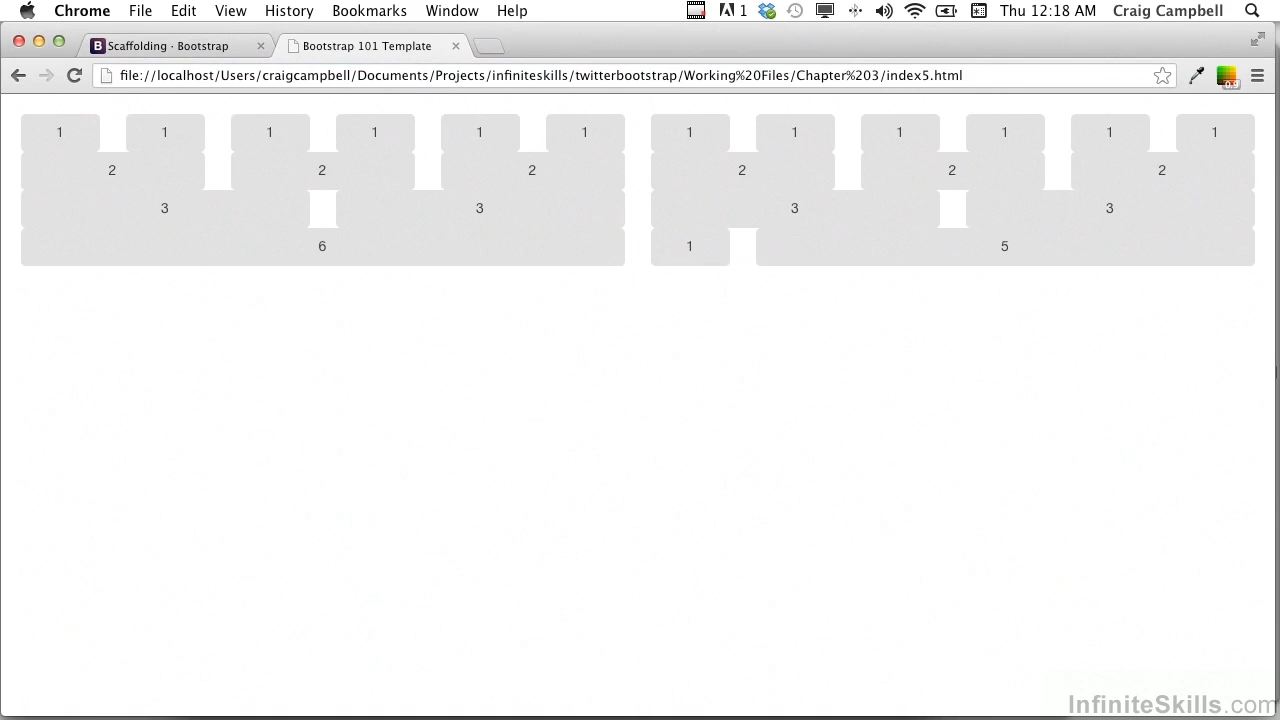 Chrome File Edit View History Bookmarks Window Help 1 Thu 12:18 AM Craig Campbell
B Scaffolding · Bootstrap × Bootstrap 101 Template ×
file://localhost/Users/craigcampbell/Documents/Projects/infiniteskills/twitterbootstrap/Working%20Files/Chapter%203/index5.html
1 1 1 1 1 1 1 1 1 1 1 1
2 2 2 2 2 2
3 3 3 3
6 1 5
InfiniteSkills.com